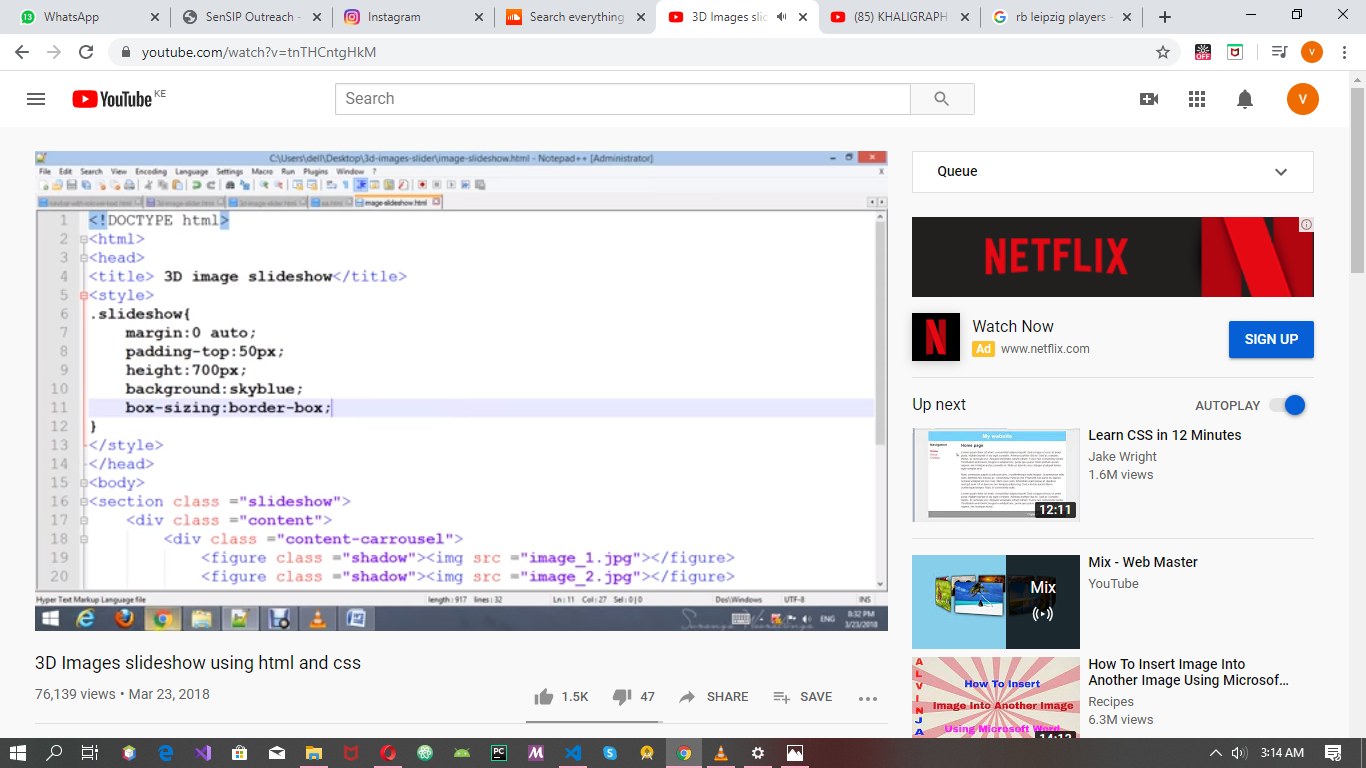 WhatsApp
SenSIP Outreach -
Instagram
Search everything
3D Images slid
(85) KHALIGRAPH
rb leipzig players -
youtube.com/watch?v=tnTHCntgHkM
OFF
V
YouTube KE
Search
V
C:\Users\dell\Desktop\3d-images-slider\image-slideshow.html - Notepad++ [Administrator]
File Edit Search View Encoding Language Settings Macro Run Plugins Window ?
image-slideshow.html
1 <!DOCTYPE html>
2 <html>
3 <head>
4 <title> 3D image slideshow</title>
5 <style>
6 .slideshow{
7 margin:0 auto;
8 padding-top:50px;
9 height:700px;
10 background:skyblue;
11 box-sizing:border-box;
12 }
13 </style>
14 </head>
15 <body>
16 <section class ="slideshow">
17 <div class ="content">
18 <div class ="content-carrousel">
19 <figure class ="shadow"><img src ="image_1.jpg"></figure>
20 <figure class ="shadow"><img src ="image_2.jpg"></figure>
Hyper Text Markup Language file length : 917 lines : 32 Ln : 11 Col : 27 Sel : 0 | 0 Dos\Windows UTF-8 INS
ENG 8:32 PM
3/23/2018
3D Images slideshow using html and css
76,139 views • Mar 23, 2018
1.5K 47 SHARE SAVE
Queue
NETFLIX
Watch Now
Ad www.netflix.com
SIGN UP
Up next
AUTOPLAY
My website
Home page
12:11
Learn CSS in 12 Minutes
Jake Wright
1.6M views
Mix
Mix - Web Master
YouTube
ALVINJA
How To Insert
Image Into Another Image
Using Microsoft Word
14:13
How To Insert Image Into
Another Image Using Microsof...
Recipes
6.3M views
PC
3:14 AM